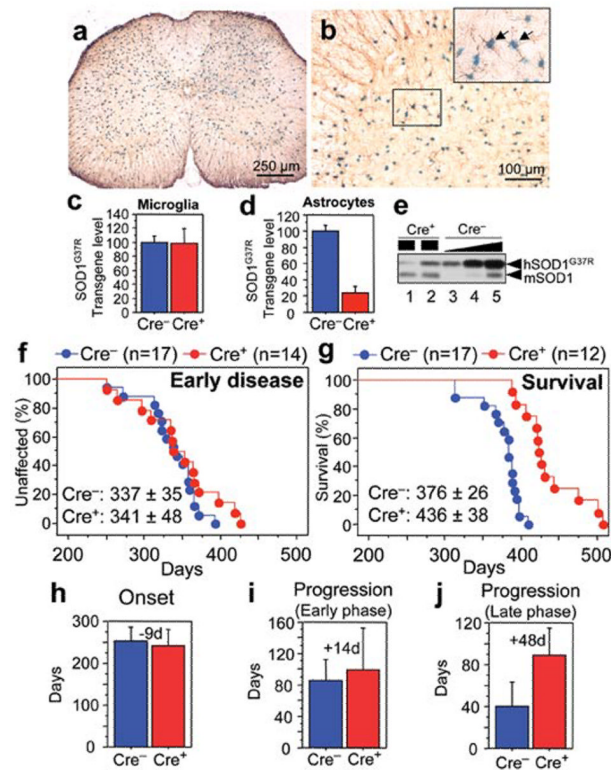 a
250 µm
b
100 µm
c
Microglia
SOD1G37R
Transgene level
140
120
100
80
60
40
20
0
Cre− Cre+
d
Astrocytes
SOD1G37R
Transgene level
120
100
80
60
40
20
0
Cre− Cre+
e
Cre+ Cre−
hSOD1G37R
mSOD1
1 2 3 4 5
f
Cre− (n=17) Cre+ (n=14)
Early disease
Unaffected (%)
100
80
60
40
20
0
Cre−: 337 ± 35
Cre+: 341 ± 48
200 300 400 500
Days
g
Cre− (n=17) Cre+ (n=12)
Survival
Survival (%)
100
80
60
40
20
0
Cre−: 376 ± 26
Cre+: 436 ± 38
200 300 400 500
Days
h
Onset
Days
300
200
100
0
-9d
Cre− Cre+
i
Progression
(Early phase)
Days
160
120
80
40
0
+14d
Cre− Cre+
j
Progression
(Late phase)
Days
120
80
40
0
+48d
Cre− Cre+